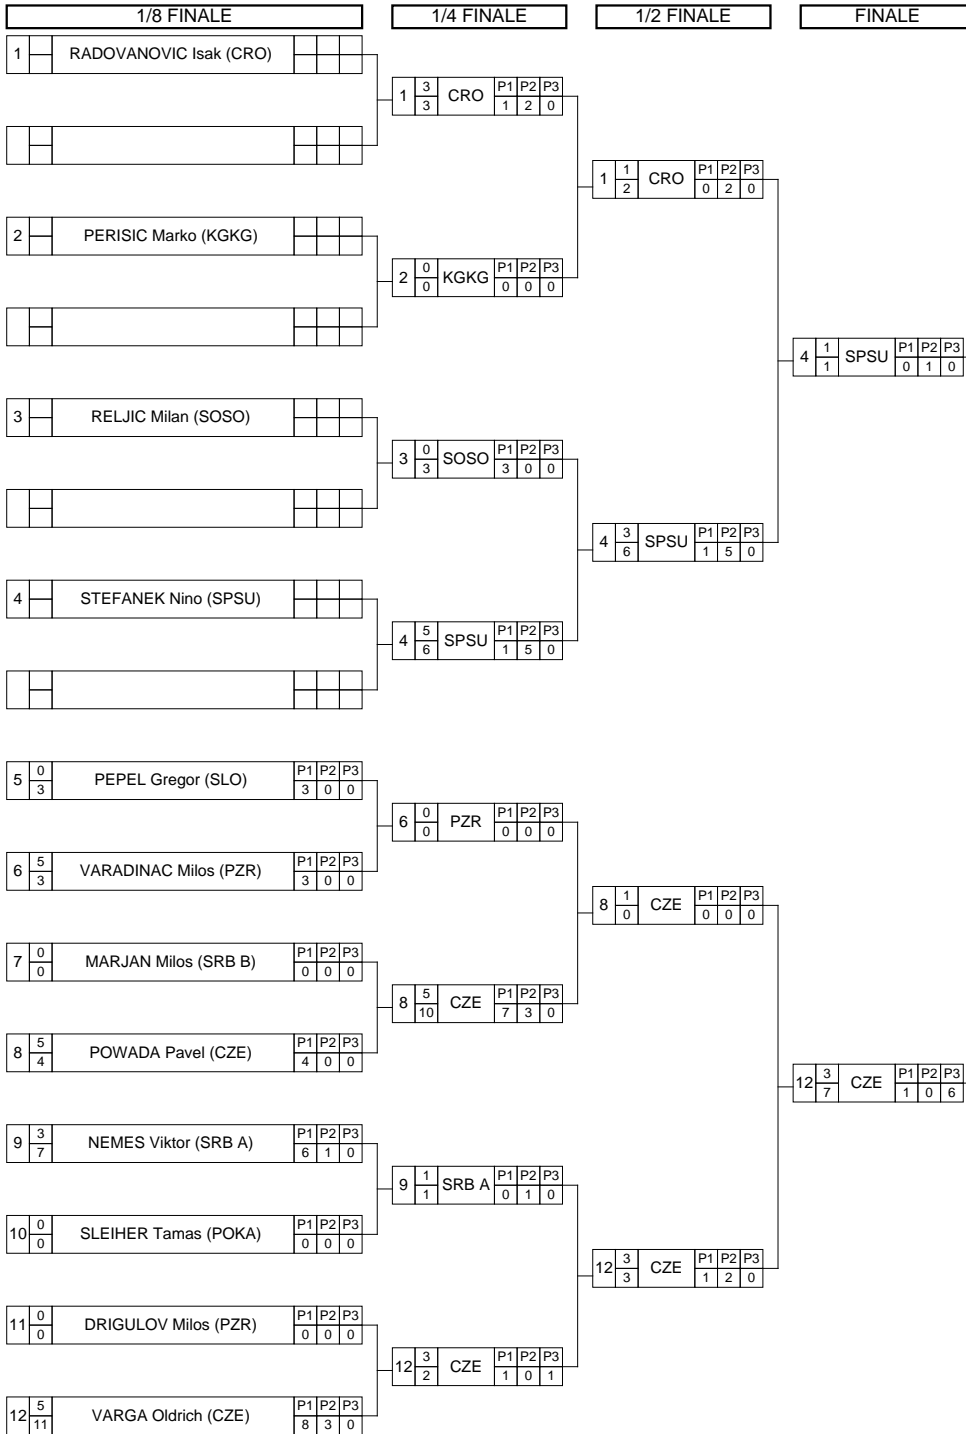 1/8 FINALE 1/4 FINALE 1/2 FINALE FINALE
1 RADOVANOVIC Isak (CRO)
1 3 3 CRO P1 P2 P3 1 2 0
1 1 2 CRO P1 P2 P3 0 2 0
2 PERISIC Marko (KGKG)
2 0 0 KGKG P1 P2 P3 0 0 0
4 1 1 SPSU P1 P2 P3 0 1 0
3 RELJIC Milan (SOSO)
3 0 3 SOSO P1 P2 P3 3 0 0
4 3 6 SPSU P1 P2 P3 1 5 0
4 STEFANEK Nino (SPSU)
4 5 6 SPSU P1 P2 P3 1 5 0
5 0 3 PEPEL Gregor (SLO) P1 P2 P3 3 0 0
6 0 0 PZR P1 P2 P3 0 0 0
6 5 3 VARADINAC Milos (PZR) P1 P2 P3 3 0 0
8 1 0 CZE P1 P2 P3 0 0 0
7 0 0 MARJAN Milos (SRB B) P1 P2 P3 0 0 0
8 5 10 CZE P1 P2 P3 7 3 0
8 5 4 POWADA Pavel (CZE) P1 P2 P3 4 0 0
12 3 7 CZE P1 P2 P3 1 0 6
9 3 7 NEMES Viktor (SRB A) P1 P2 P3 6 1 0
9 1 1 SRB A P1 P2 P3 0 1 0
10 0 0 SLEIHER Tamas (POKA) P1 P2 P3 0 0 0
12 3 3 CZE P1 P2 P3 1 2 0
11 0 0 DRIGULOV Milos (PZR) P1 P2 P3 0 0 0
12 3 2 CZE P1 P2 P3 1 0 1
12 5 11 VARGA Oldrich (CZE) P1 P2 P3 8 3 0